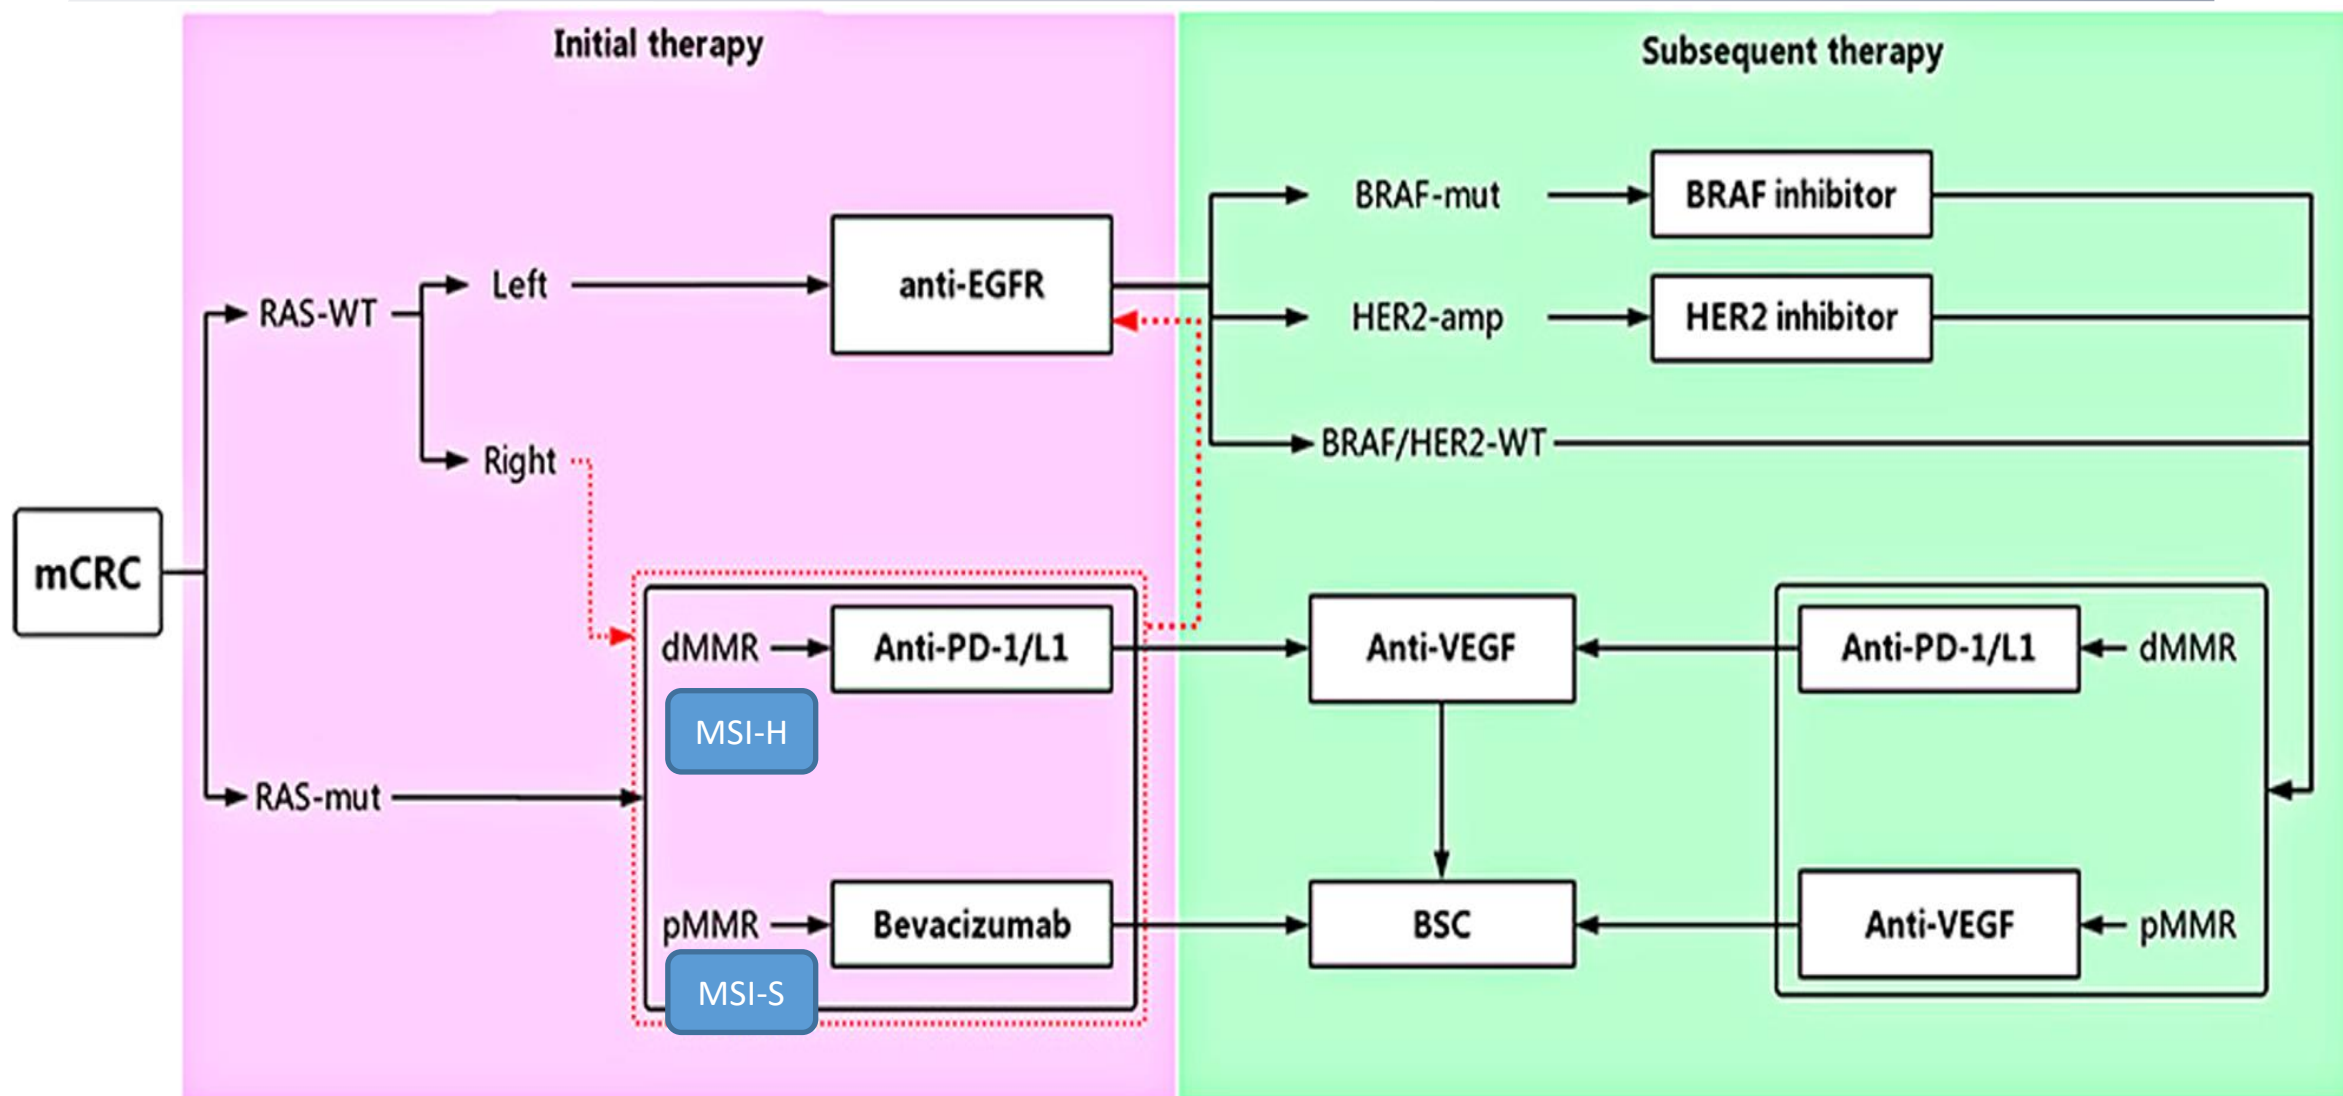 Initial therapy
Subsequent therapy
BRAF-mut
BRAF inhibitor
Left
anti-EGFR
RAS-WT
HER2-amp
HER2 inhibitor
Right
BRAF/HER2-WT
mCRC
dMMR
Anti-PD-1/L1
Anti-VEGF
Anti-PD-1/L1
dMMR
MSI-H
RAS-mut
pMMR
Bevacizumab
BSC
Anti-VEGF
pMMR
MSI-S